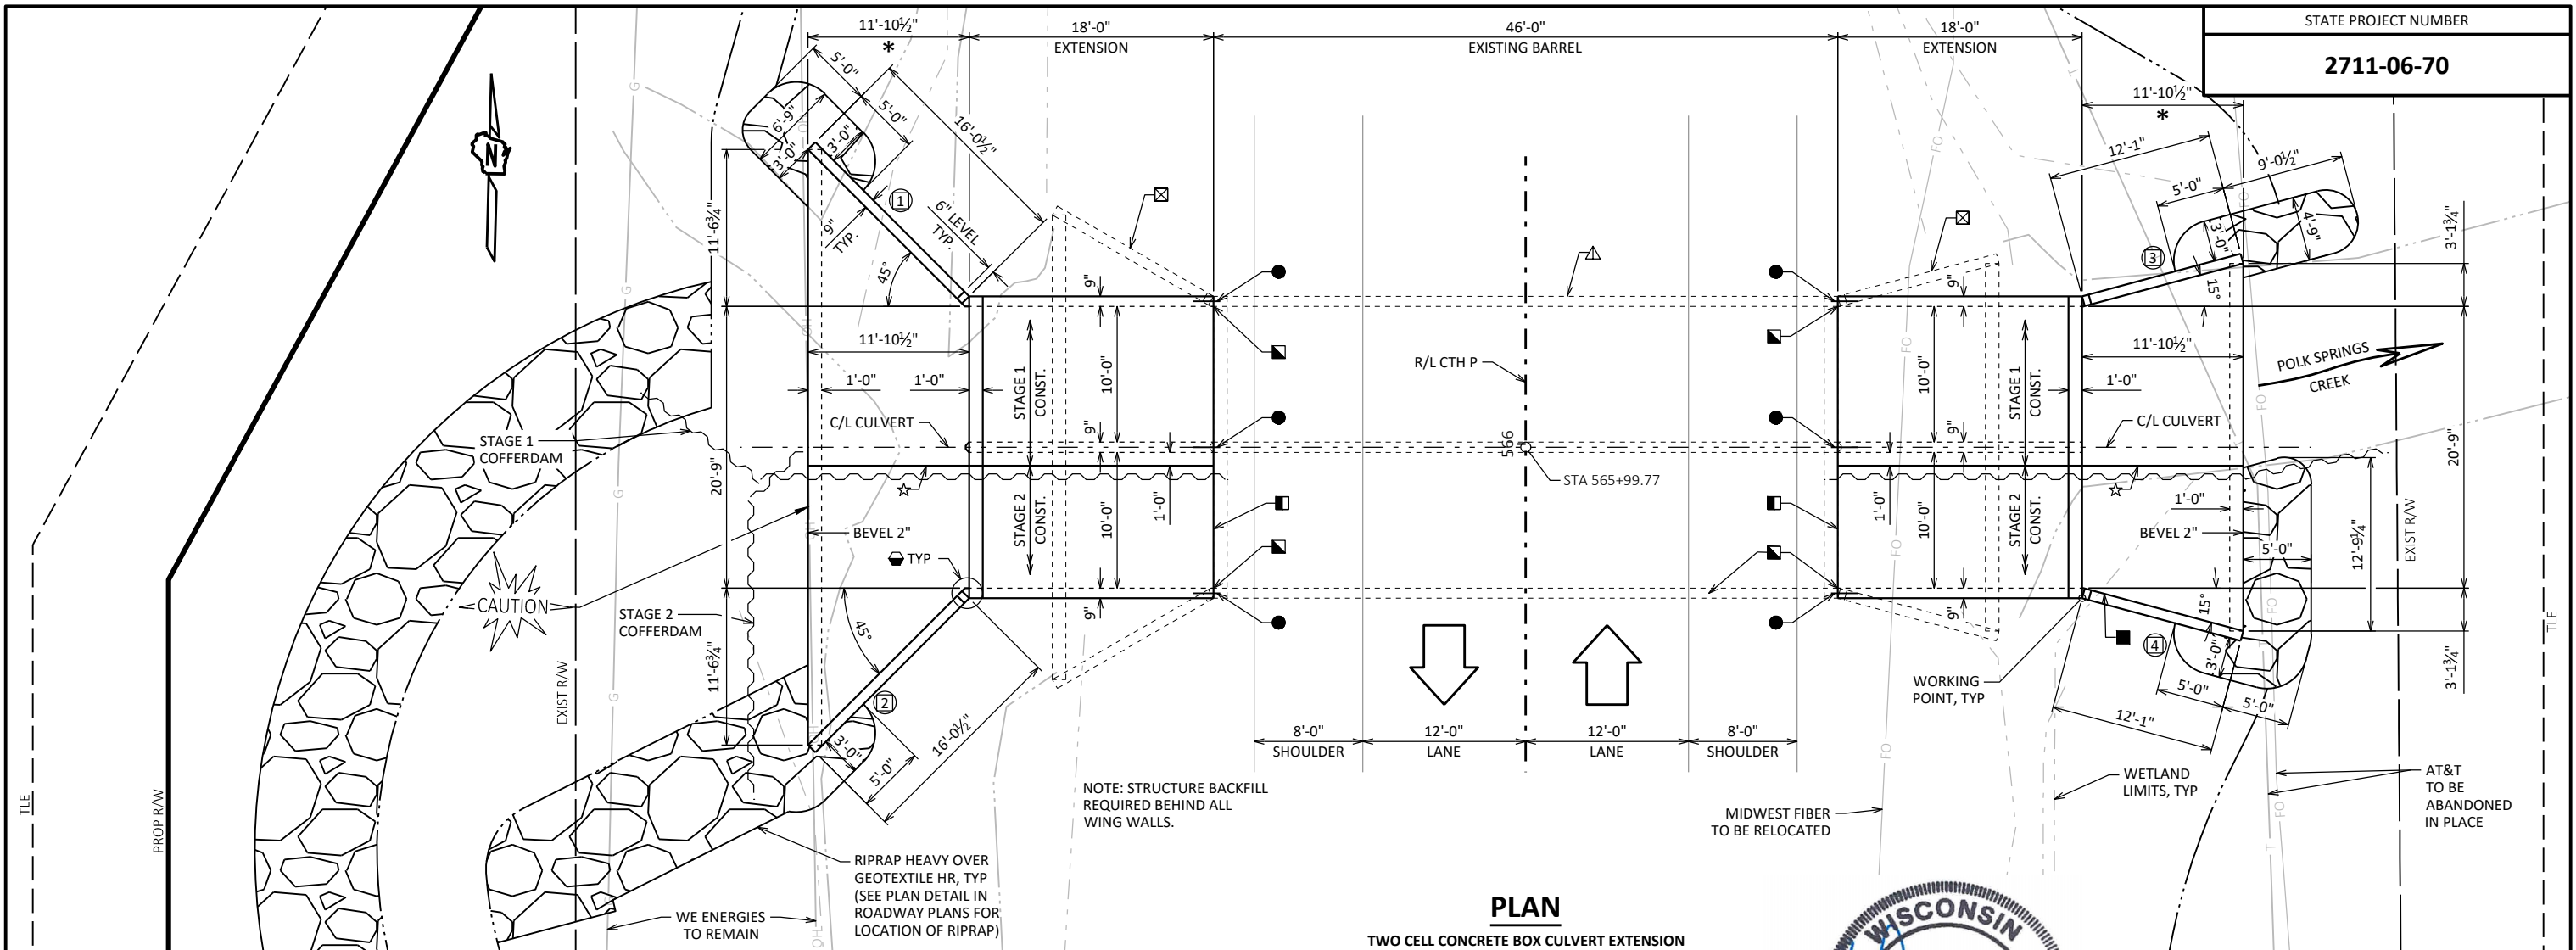 STATE PROJECT NUMBER
2711-06-70
11'-10½"
*
18'-0"
EXTENSION
46'-0"
EXISTING BARREL
18'-0"
EXTENSION
11'-10½"
*
N
5'-0"
6'-9"
3'-0"
5'-0"
3'-0"
16'-0½"
1
9"
TYP.
6" LEVEL
TYP.
45°
11'-6¾"
9"
9"
12'-1"
9'-0½"
5'-0"
3'-0"
4'-9"
3
15°
3'-1¾"
11'-10½"
1'-0"
1'-0"
STAGE 1
CONST.
10'-0"
C/L CULVERT
9"
R/L CTH P
566
STA 565+99.77
10'-0"
STAGE 1
CONST.
9"
11'-10½"
1'-0"
C/L CULVERT
POLK SPRINGS
CREEK
STAGE 1
COFFERDAM
20'-9"
STAGE 2
CONST.
10'-0"
1'-0"
BEVEL 2"
TYP
CAUTION
STAGE 2
COFFERDAM
1'-0"
10'-0"
STAGE 2
CONST.
1'-0"
BEVEL 2"
5'-0"
12'-9¼"
20'-9"
EXIST R/W
TLE
9"
9"
45°
11'-6¾"
2
3'-0"
5'-0"
16'-0½"
15°
4
3'-0"
5'-0"
5'-0"
12'-1"
3'-1¾"
WORKING
POINT, TYP
8'-0"
SHOULDER
12'-0"
LANE
12'-0"
LANE
8'-0"
SHOULDER
EXIST R/W
PROP R/W
TLE
NOTE: STRUCTURE BACKFILL
REQUIRED BEHIND ALL
WING WALLS.
MIDWEST FIBER
TO BE RELOCATED
WETLAND
LIMITS, TYP
AT&T
TO BE
ABANDONED
IN PLACE
RIPRAP HEAVY OVER
GEOTEXTILE HR, TYP
(SEE PLAN DETAIL IN
ROADWAY PLANS FOR
LOCATION OF RIPRAP)
WE ENERGIES
TO REMAIN
G
G
G
G
G
OH
FO
FO
FO
FO
FO
FO
FO
FO
T
T
PLAN
TWO CELL CONCRETE BOX CULVERT EXTENSION
WISCONSIN